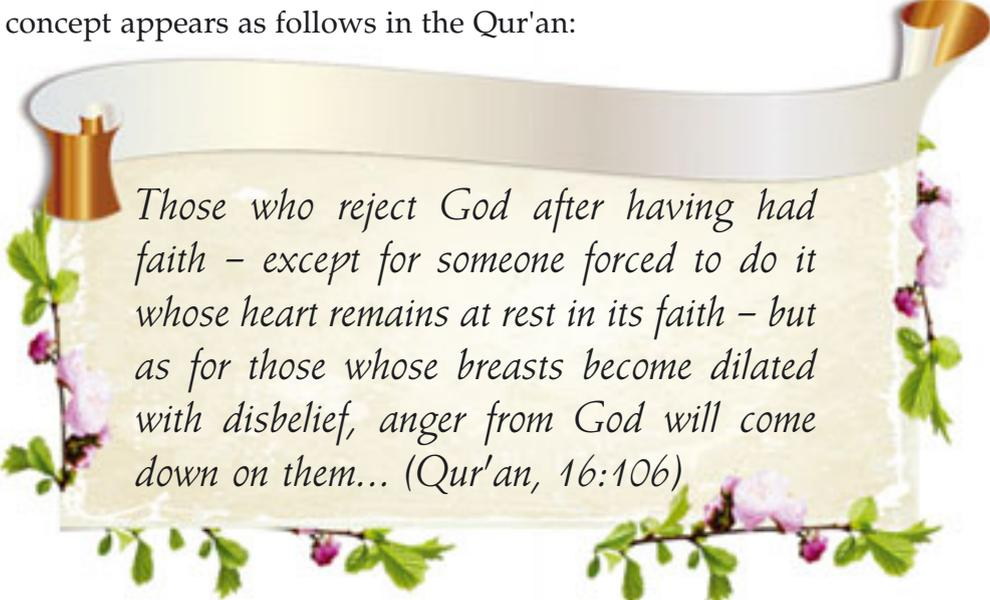 concept appears as follows in the Qur'an:
Those who reject God after having had
faith – except for someone forced to do it
whose heart remains at rest in its faith – but
as for those whose breasts become dilated
with disbelief, anger from God will come
down on them... (Qur'an, 16:106)